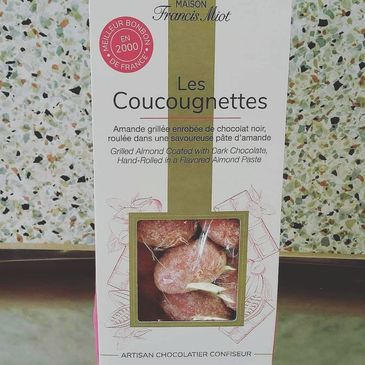 MAISON
Francis Miot
MEILLEUR BONBON
EN
2000
DE FRANCE
Les
Coucougnettes
Amande grillée enrobée de chocolat noir,
roulée dans une savoureuse pâte d'amande
Grilled Almond Coated with Dark Chocolate,
Hand-Rolled in a Flavored Almond Paste
ARTISAN CHOCOLATIER CONFISEUR